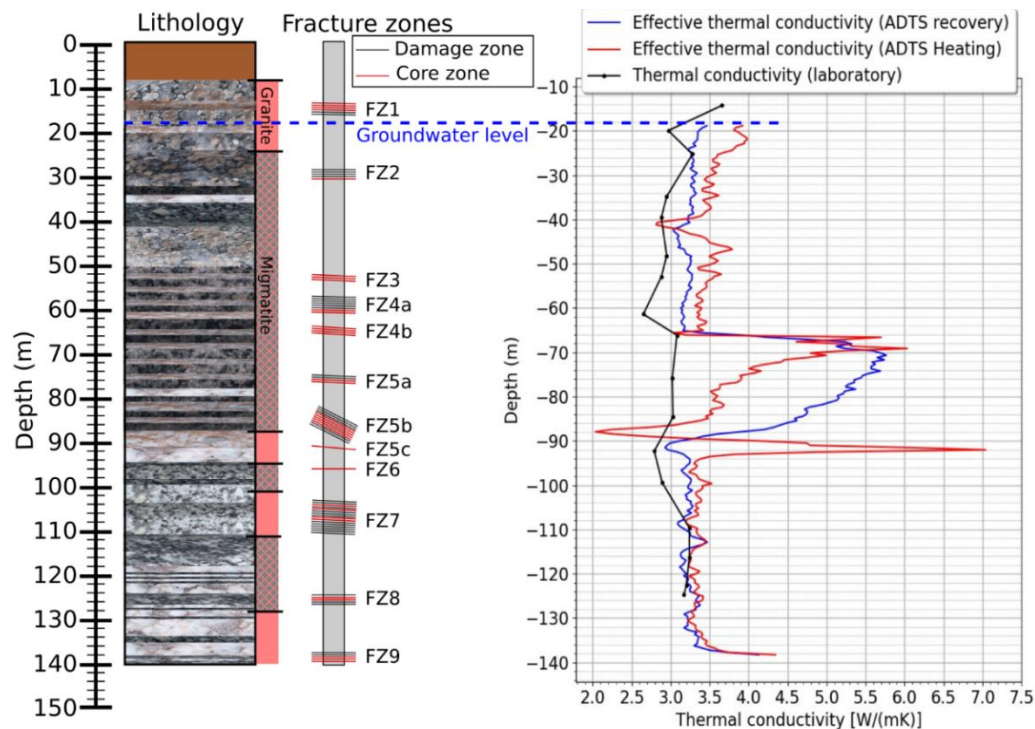 Lithology
Fracture zones
Damage zone
Core zone
Effective thermal conductivity (ADTS recovery)
Effective thermal conductivity (ADTS Heating)
Thermal conductivity (laboratory)
Depth (m)
0
10
20
30
40
50
60
70
80
90
100
110
120
130
140
150
Granite
Migmatite
Groundwater level
FZ1
FZ2
FZ3
FZ4a
FZ4b
FZ5a
FZ5b
FZ5c
FZ6
FZ7
FZ8
FZ9
Depth (m)
−10
−20
−30
−40
−50
−60
−70
−80
−90
−100
−110
−120
−130
−140
2.0 2.5 3.0 3.5 4.0 4.5 5.0 5.5 6.0 6.5 7.0 7.5
Thermal conductivity [W/(mK)]